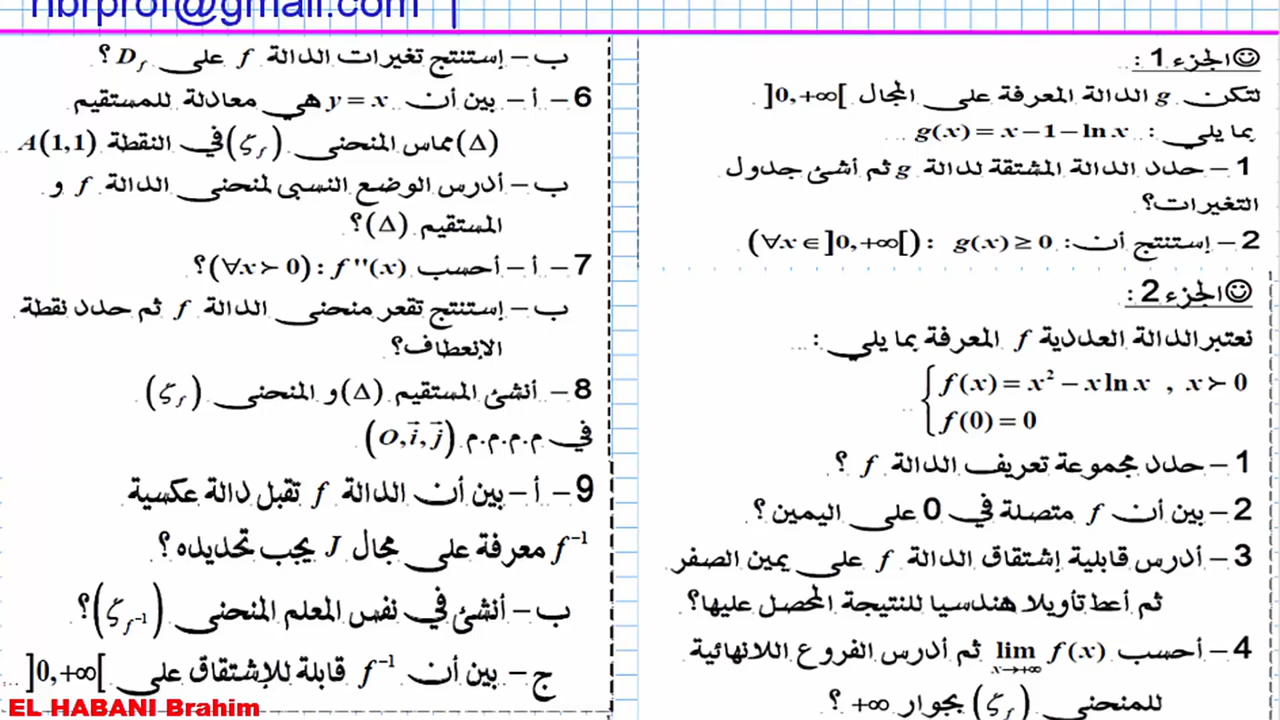 hbrprof@gmail.com |
☺الجزء 1 :
لتكن g الدالة المعرفة على المجال ]0,+∞[
بما يلي : g(x) = x − 1 − ln x
1 – حدد الدالة المشتقة لدالة g ثم أنشئ جدول
التغيرات؟
2 – إستنتج أن: (∀x ∈ ]0,+∞[) : g(x) ≥ 0
☺الجزء 2 :
نعتبر الدالة العددية f المعرفة بما يلي :
f(x) = x² − x ln x , x ≻ 0
f(0) = 0
1 – حدد مجموعة تعريف الدالة f ؟
2 – بين أن f متصلة في 0 على اليمين ؟
3 – أدرس قابلية إشتقاق الدالة f على يمين الصفر
ثم أعط تأويلا هندسيا للنتيجة المحصل عليها؟
4 – أحسب lim f(x) ثم أدرس الفروع اللانهائية
x→+∞
للمنحنى (ζf) بجوار +∞ ؟
ب – إستنتج تغيرات الدالة f على Df ؟
6 – أ – بين أن y = x هي معادلة للمستقيم
(Δ) مماس المنحنى (ζf) في النقطة A(1,1)
ب – أدرس الوضع النسبي لمنحنى الدالة f و
المستقيم (Δ)؟
7 – أ – أحسب f ''(x) : (∀x ≻ 0)؟
ب – إستنتج تقعر منحنى الدالة f ثم حدد نقطة
الإنعطاف؟
8 – أنشئ المستقيم (Δ) و المنحنى (ζf)
في م.م.م.م (O,i⃗,j⃗)
9 – أ – بين أن الدالة f تقبل دالة عكسية
f⁻¹ معرفة على مجال J يجب تحديده ؟
ب – أنشئ في نفس المعلم المنحنى (ζf⁻¹)؟
ج – بين أن f⁻¹ قابلة للإشتقاق على ]0,+∞[
EL HABANI Brahim